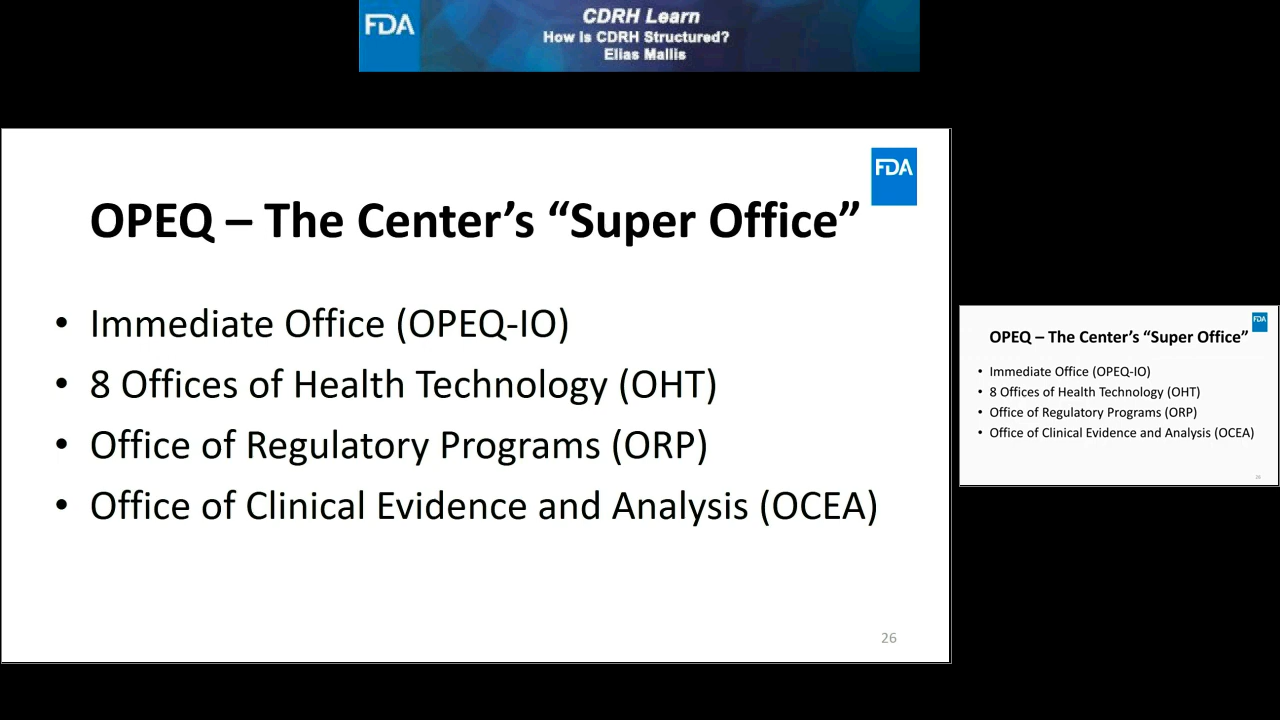 FDA
CDRH Learn
How Is CDRH Structured?
Elias Mallis
FDA
OPEQ – The Center’s “Super Office”
• Immediate Office (OPEQ-IO)
• 8 Offices of Health Technology (OHT)
• Office of Regulatory Programs (ORP)
• Office of Clinical Evidence and Analysis (OCEA)
26
FDA
OPEQ – The Center’s “Super Office”
• Immediate Office (OPEQ-IO)
• 8 Offices of Health Technology (OHT)
• Office of Regulatory Programs (ORP)
• Office of Clinical Evidence and Analysis (OCEA)
26